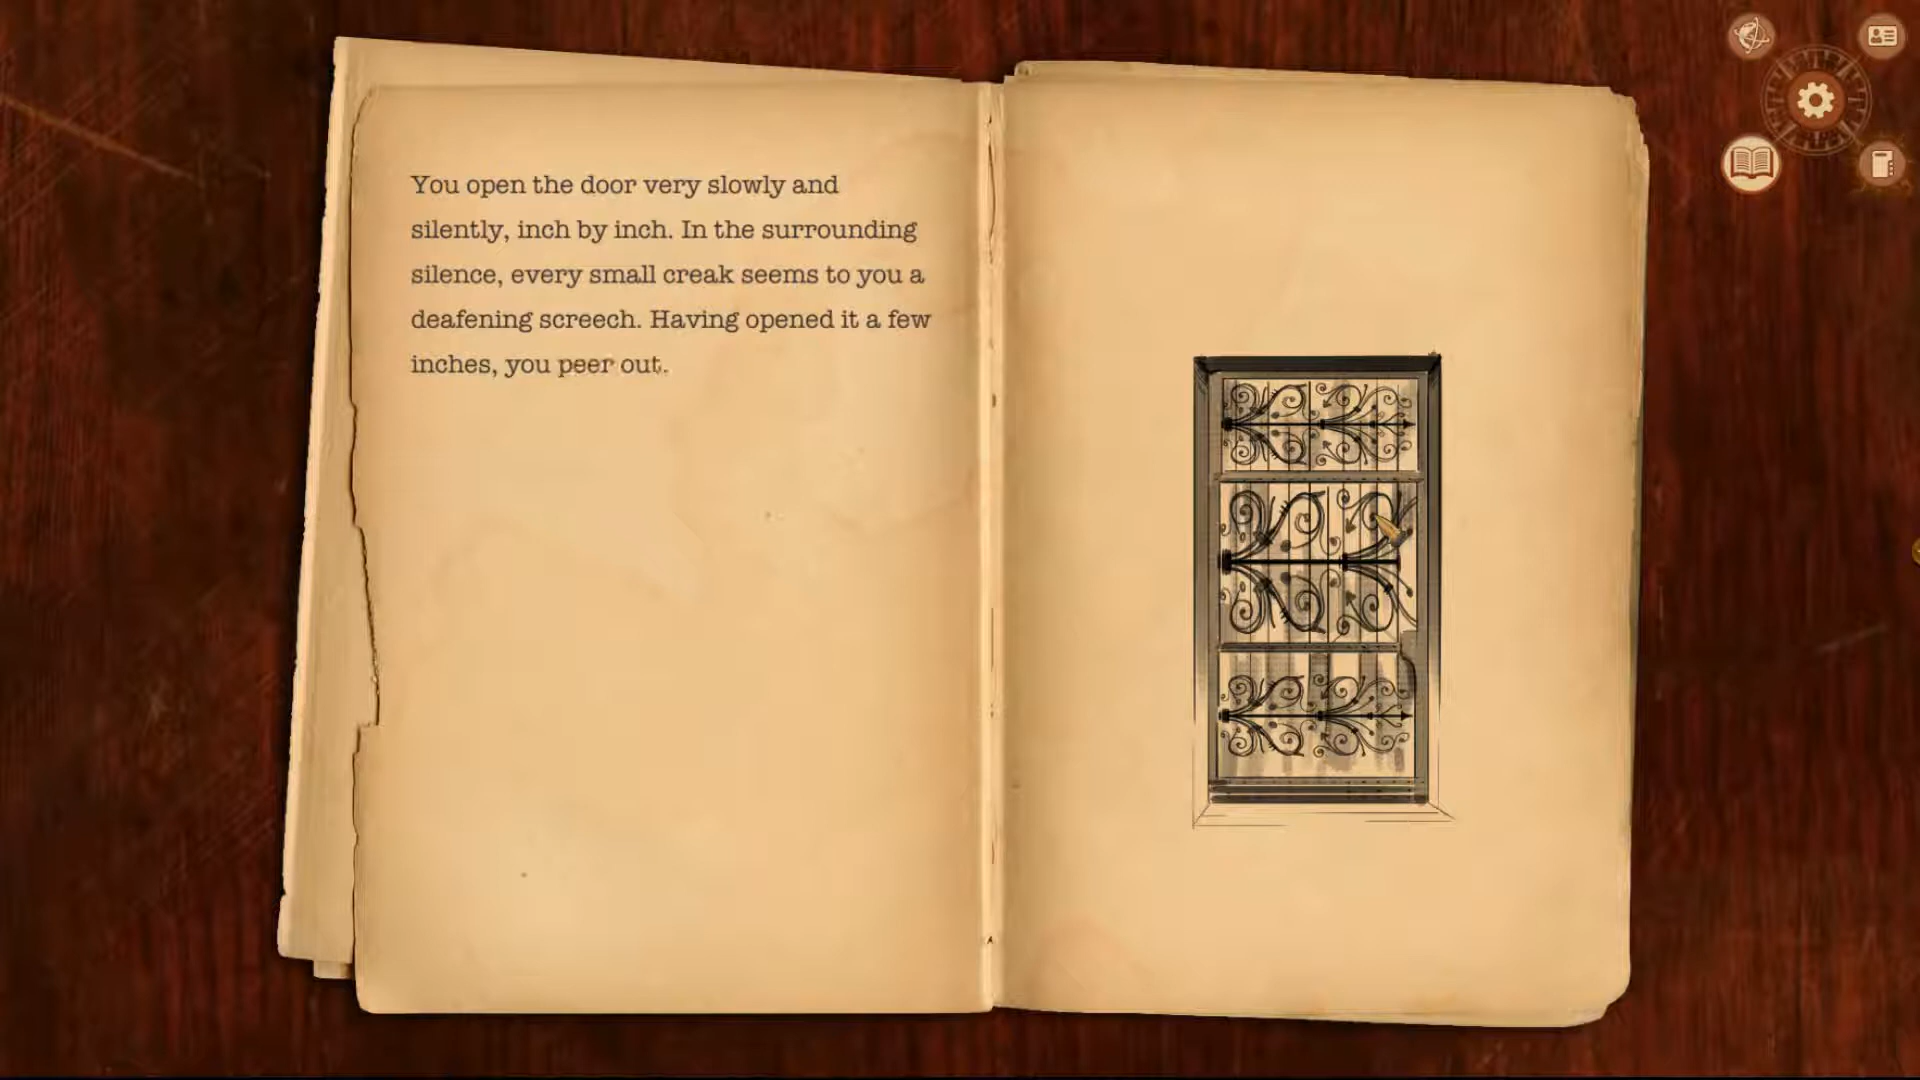 You open the door very slowly and
silently, inch by inch. In the surrounding
silence, every small creak seems to you a
deafening screech. Having opened it a few
inches, you peer out.